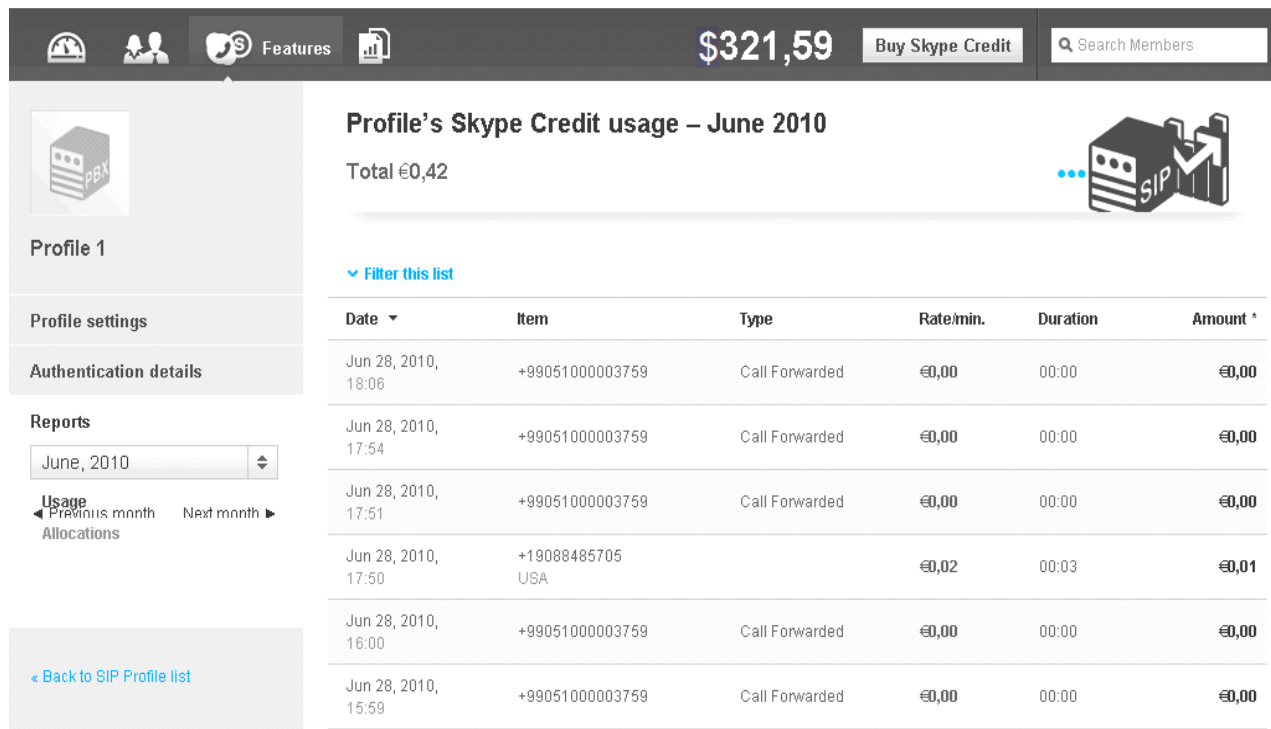 Features
$321,59
Buy Skype Credit
Search Members
PBX
Profile 1
Profile settings
Authentication details
Reports
June, 2010
Usage
◄ Previous month Next month ►
Allocations
« Back to SIP Profile list
Profile's Skype Credit usage – June 2010
Total €0,42
SIP
Filter this list
Date Item Type Rate/min. Duration Amount *
Jun 28, 2010,
18:06 +99051000003759 Call Forwarded €0,00 00:00 €0,00
Jun 28, 2010,
17:54 +99051000003759 Call Forwarded €0,00 00:00 €0,00
Jun 28, 2010,
17:51 +99051000003759 Call Forwarded €0,00 00:00 €0,00
Jun 28, 2010, +19088485705
17:50 USA €0,02 00:03 €0,01
Jun 28, 2010,
16:00 +99051000003759 Call Forwarded €0,00 00:00 €0,00
Jun 28, 2010,
15:59 +99051000003759 Call Forwarded €0,00 00:00 €0,00